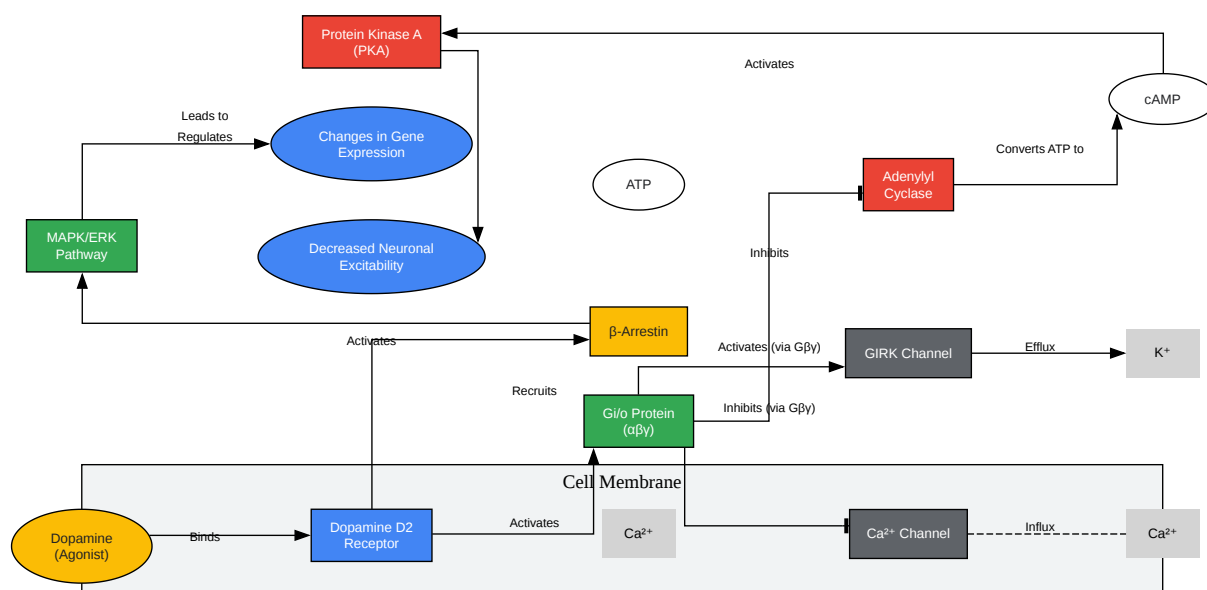 Protein Kinase A
(PKA)
Activates
cAMP
Leads to
Regulates
Changes in Gene
Expression
Converts ATP to
ATP
Adenylyl
Cyclase
MAPK/ERK
Pathway
Decreased Neuronal
Excitability
Inhibits
β-Arrestin
Activates
Activates (via Gβγ)
GIRK Channel
Efflux
K⁺
Recruits
Gi/o Protein
(αβγ)
Inhibits (via Gβγ)
Cell Membrane
Dopamine
(Agonist)
Binds
Dopamine D2
Receptor
Activates
Ca²⁺
Ca²⁺ Channel
Influx
Ca²⁺